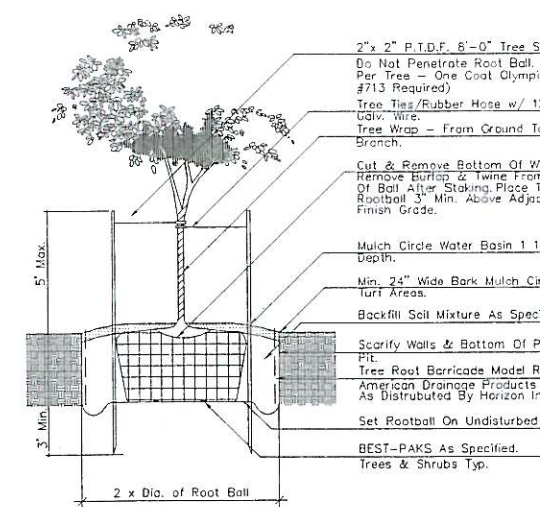 2"x 2" P.T.D.F. 8'-0" Tree S
Do Not Penetrate Root Ball.
Per Tree - One Coat Olympi
#713 Required)
Tree Ties/Rubber Hose w/ 12
Galv. Wire.
Tree Wrap - From Ground To
Branch.
Cut & Remove Bottom Of W
Remove Burlap & Twine From
Of Ball After Staking. Place T
Rootball 3" Min. Above Adjac
Finish Grade.
Mulch Circle Water Basin 1 1
Depth.
Min. 24" Wide Bark Mulch Cir
Turf Areas.
Backfill Soil Mixture As Speci
Scarify Walls & Bottom Of P
Pit.
Tree Root Barricade Model R
American Drainage Products
As Distrubuted By Horizon In
Set Rootball On Undisturbed
BEST-PAKS As Specified.
Trees & Shrubs Typ.
5' Max.
3' Min.
2 x Dia. of Root Ball